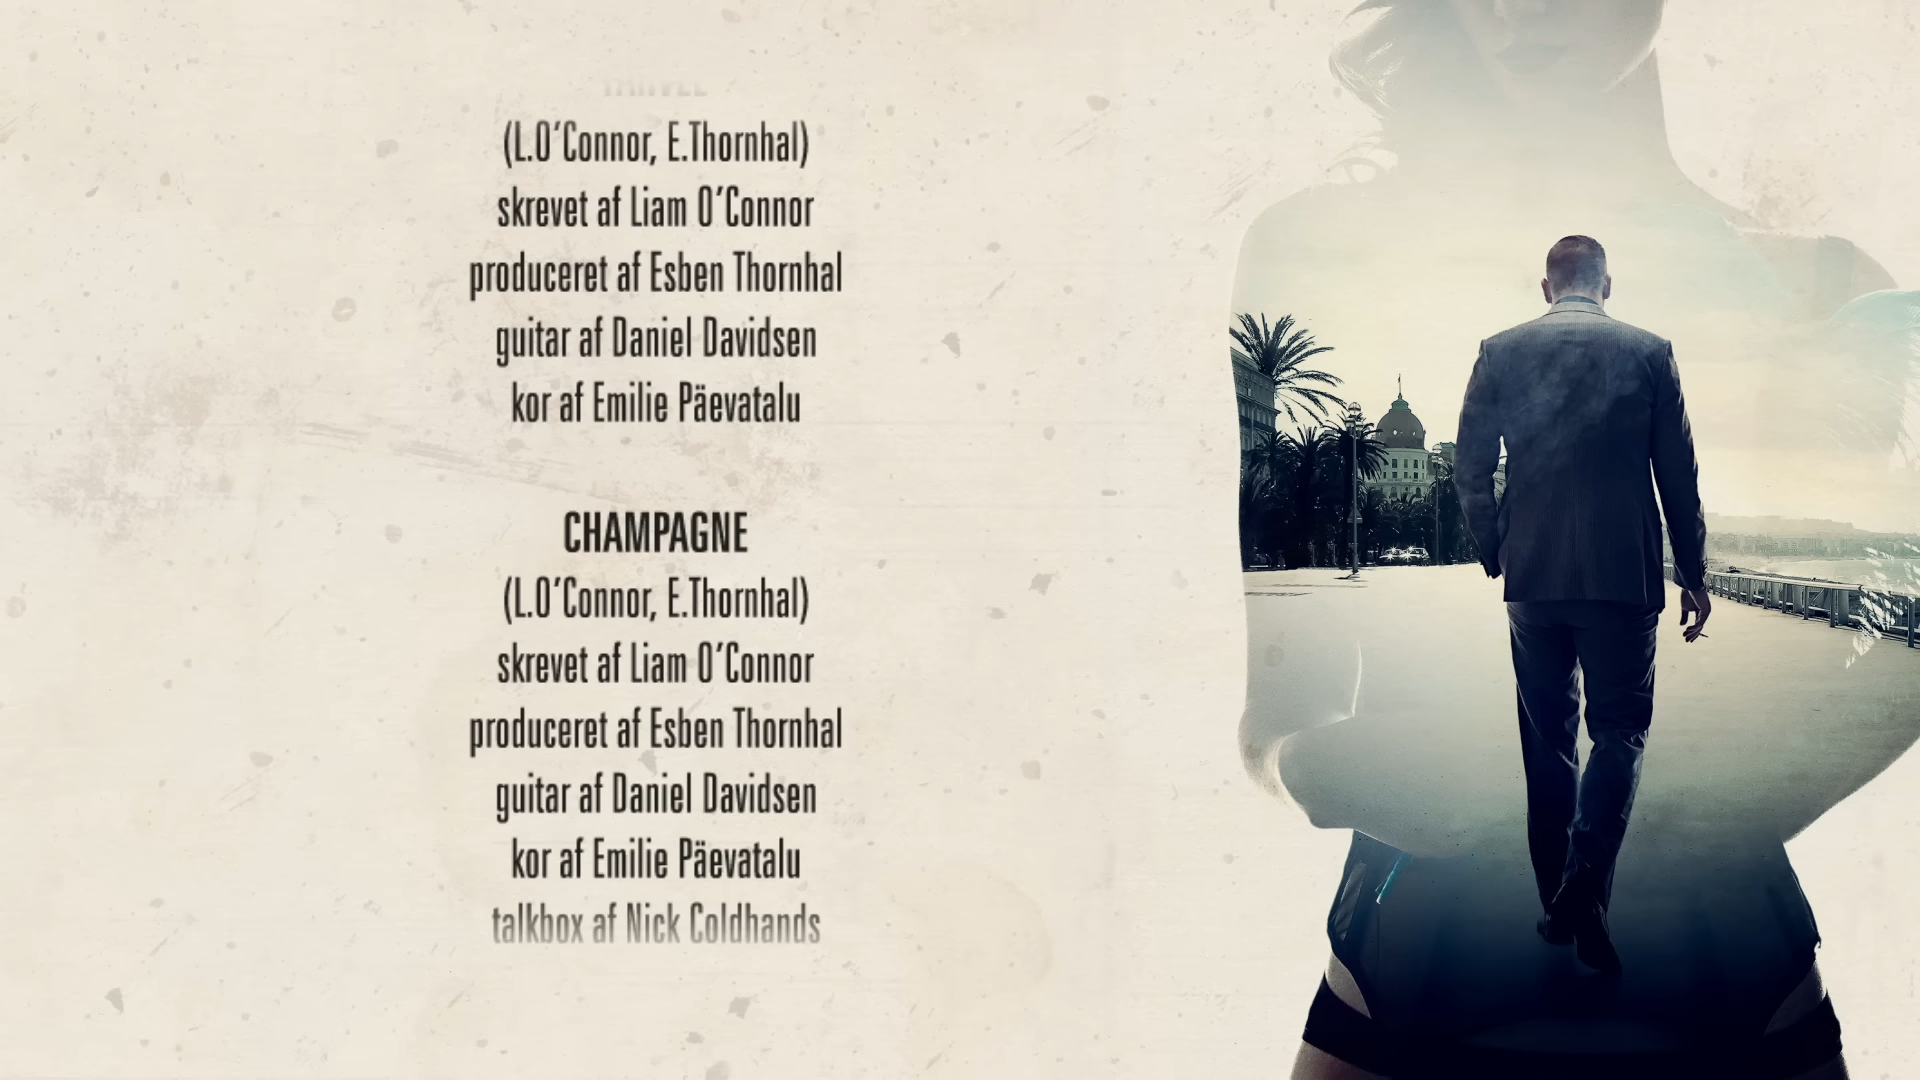 (L.O'Connor, E.Thornhal)
skrevet af Liam O'Connor
produceret af Esben Thornhal
guitar af Daniel Davidsen
kor af Emilie Päevatalu
CHAMPAGNE
(L.O'Connor, E.Thornhal)
skrevet af Liam O'Connor
produceret af Esben Thornhal
guitar af Daniel Davidsen
kor af Emilie Päevatalu
talkbox af Nick Coldhands